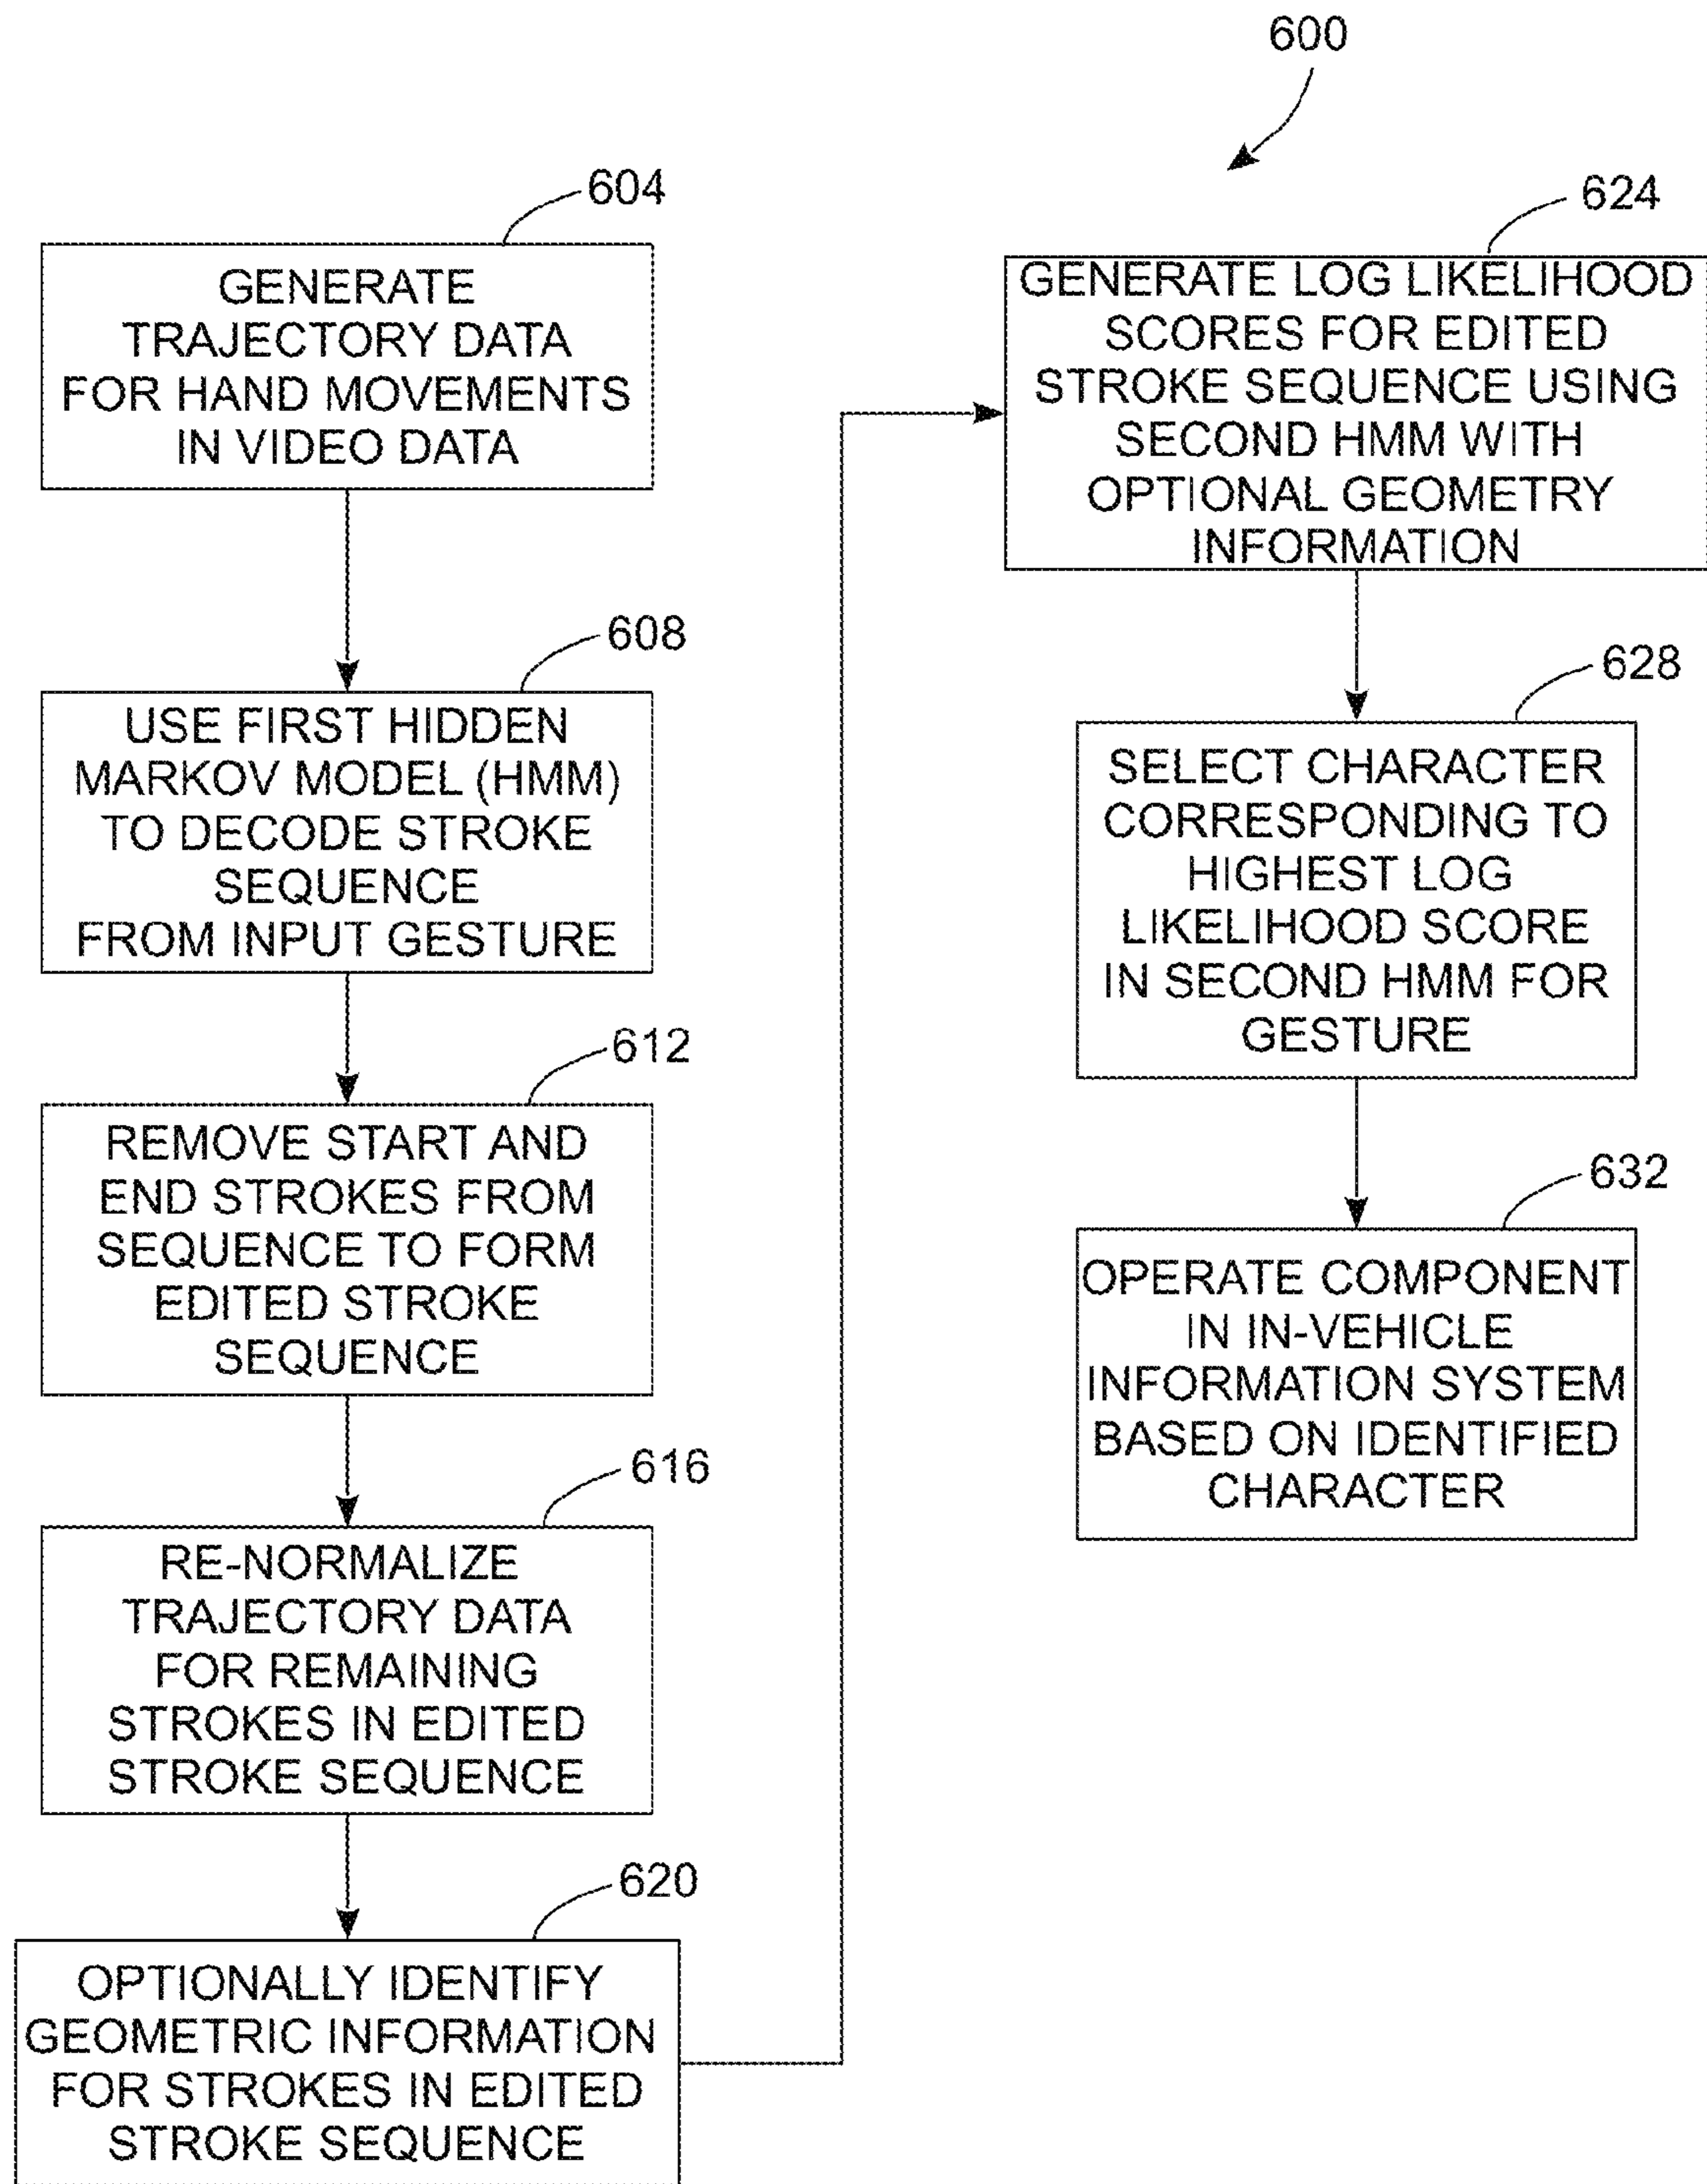 600
604
GENERATE
TRAJECTORY DATA
FOR HAND MOVEMENTS
IN VIDEO DATA
608
USE FIRST HIDDEN
MARKOV MODEL (HMM)
TO DECODE STROKE
SEQUENCE
FROM INPUT GESTURE
612
REMOVE START AND
END STROKES FROM
SEQUENCE TO FORM
EDITED STROKE
SEQUENCE
616
RE-NORMALIZE
TRAJECTORY DATA
FOR REMAINING
STROKES IN EDITED
STROKE SEQUENCE
620
OPTIONALLY IDENTIFY
GEOMETRIC INFORMATION
FOR STROKES IN EDITED
STROKE SEQUENCE
624
GENERATE LOG LIKELIHOOD
SCORES FOR EDITED
STROKE SEQUENCE USING
SECOND HMM WITH
OPTIONAL GEOMETRY
INFORMATION
628
SELECT CHARACTER
CORRESPONDING TO
HIGHEST LOG
LIKELIHOOD SCORE
IN SECOND HMM FOR
GESTURE
632
OPERATE COMPONENT
IN IN-VEHICLE
INFORMATION SYSTEM
BASED ON IDENTIFIED
CHARACTER